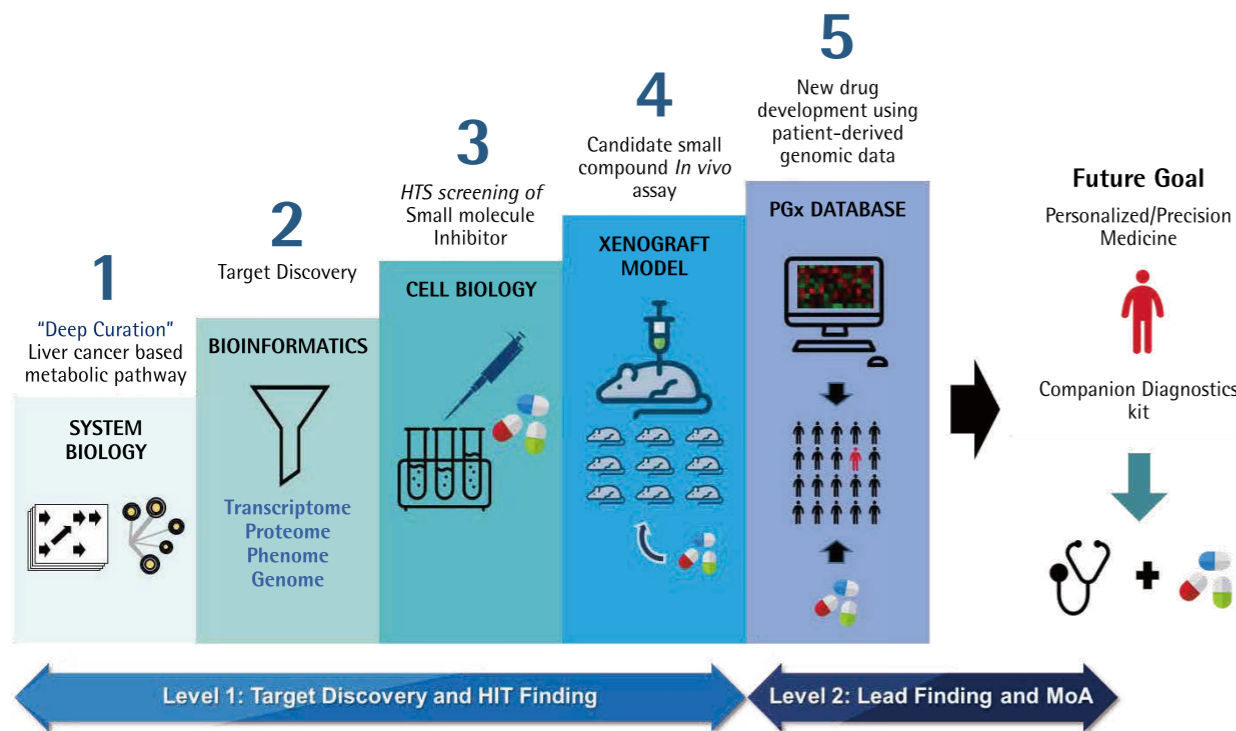 1
"Deep Curation"
Liver cancer based
metabolic pathway
SYSTEM
BIOLOGY
2
Target Discovery
BIOINFORMATICS
Transcriptome
Proteome
Phenome
Genome
3
HTS screening of
Small molecule
Inhibitor
CELL BIOLOGY
4
Candidate small
compound In vivo
assay
XENOGRAFT
MODEL
5
New drug
development using
patient-derived
genomic data
PGx DATABASE
Future Goal
Personalized/Precision
Medicine
Companion Diagnostics
kit
Level 1: Target Discovery and HIT Finding
Level 2: Lead Finding and MoA